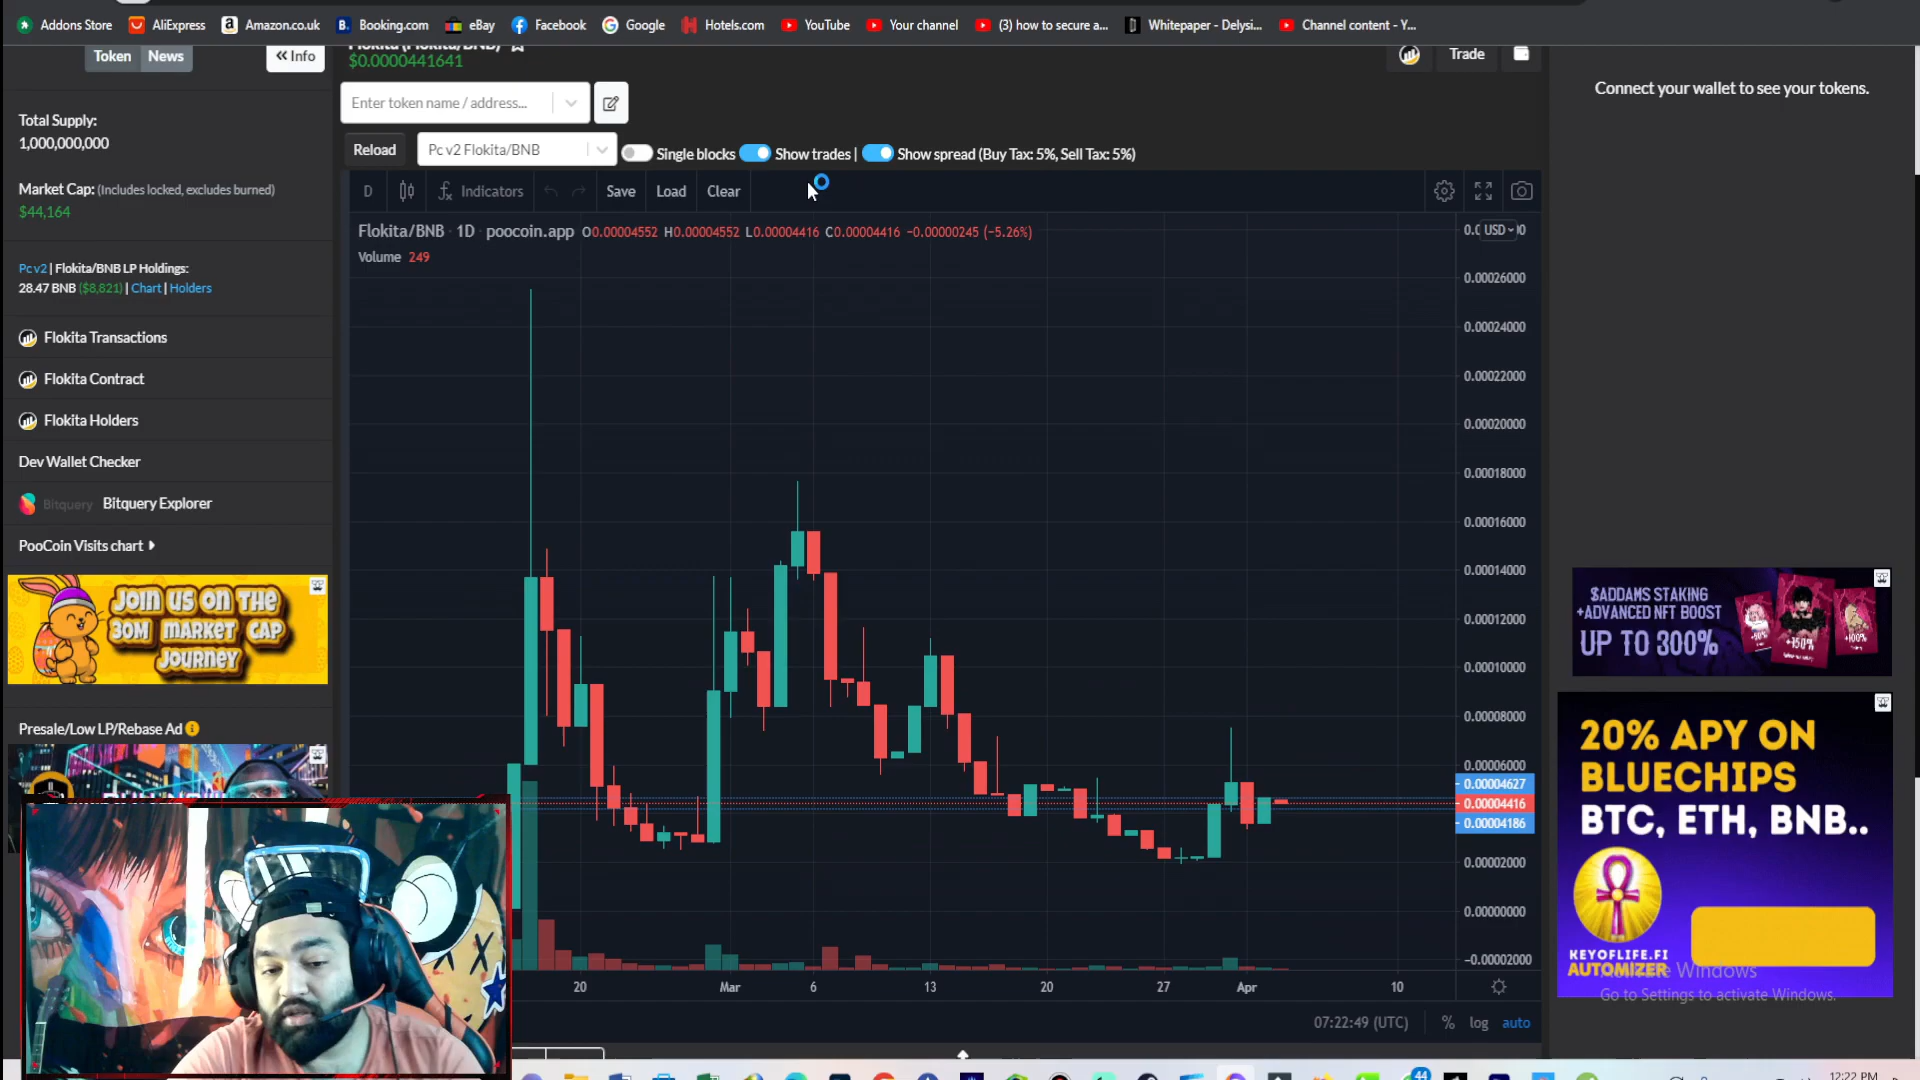 Addons Store
AliExpress
Amazon.co.uk
B. Booking.com
eBay
Facebook
Google
Hotels.com
YouTube
Your channel
(3) how to secure a...
Whitepaper - Delysi...
Channel content - Y...
Token
News
« Info
$0.0000441641
Trade
Connect your wallet to see your tokens.
Total Supply:
1,000,000,000
Market Cap: (Includes locked, excludes burned)
$44,164
Pc v2 | Flokita/BNB LP Holdings:
28.47 BNB ($8,821) | Chart | Holders
Flokita Transactions
Flokita Contract
Flokita Holders
Dev Wallet Checker
Bitquery Bitquery Explorer
PooCoin Visits chart
JOIN US ON THE
30M MARKET CAP
JOURNEY
Presale/Low LP/Rebase Ad
Enter token name / address...
Reload
Pc v2 Flokita/BNB
Single blocks
Show trades |
Show spread (Buy Tax: 5%, Sell Tax: 5%)
D
Indicators
Save
Load
Clear
Flokita/BNB · 1D · poocoin.app O0.00004552 H0.00004552 L0.00004416 C0.00004416 -0.00000245 (-5.26%)
Volume 249
USD
0.00026000
0.00024000
0.00022000
0.00020000
0.00018000
0.00016000
0.00014000
0.00012000
0.00010000
0.00008000
0.00006000
0.00004627
0.00004416
0.00004186
0.00002000
0.00000000
-0.00002000
20
Mar
6
13
20
27
Apr
10
07:22:49 (UTC)
%
log
auto
$ADDAMS STAKING
+ADVANCED NFT BOOST
UP TO 300%
+150%
20% APY ON
BLUECHIPS
BTC, ETH, BNB..
KEYOFLIFE.FI
AUTOMIZER
Windows
Go to Settings to activate Windows.
44
12:22 PM